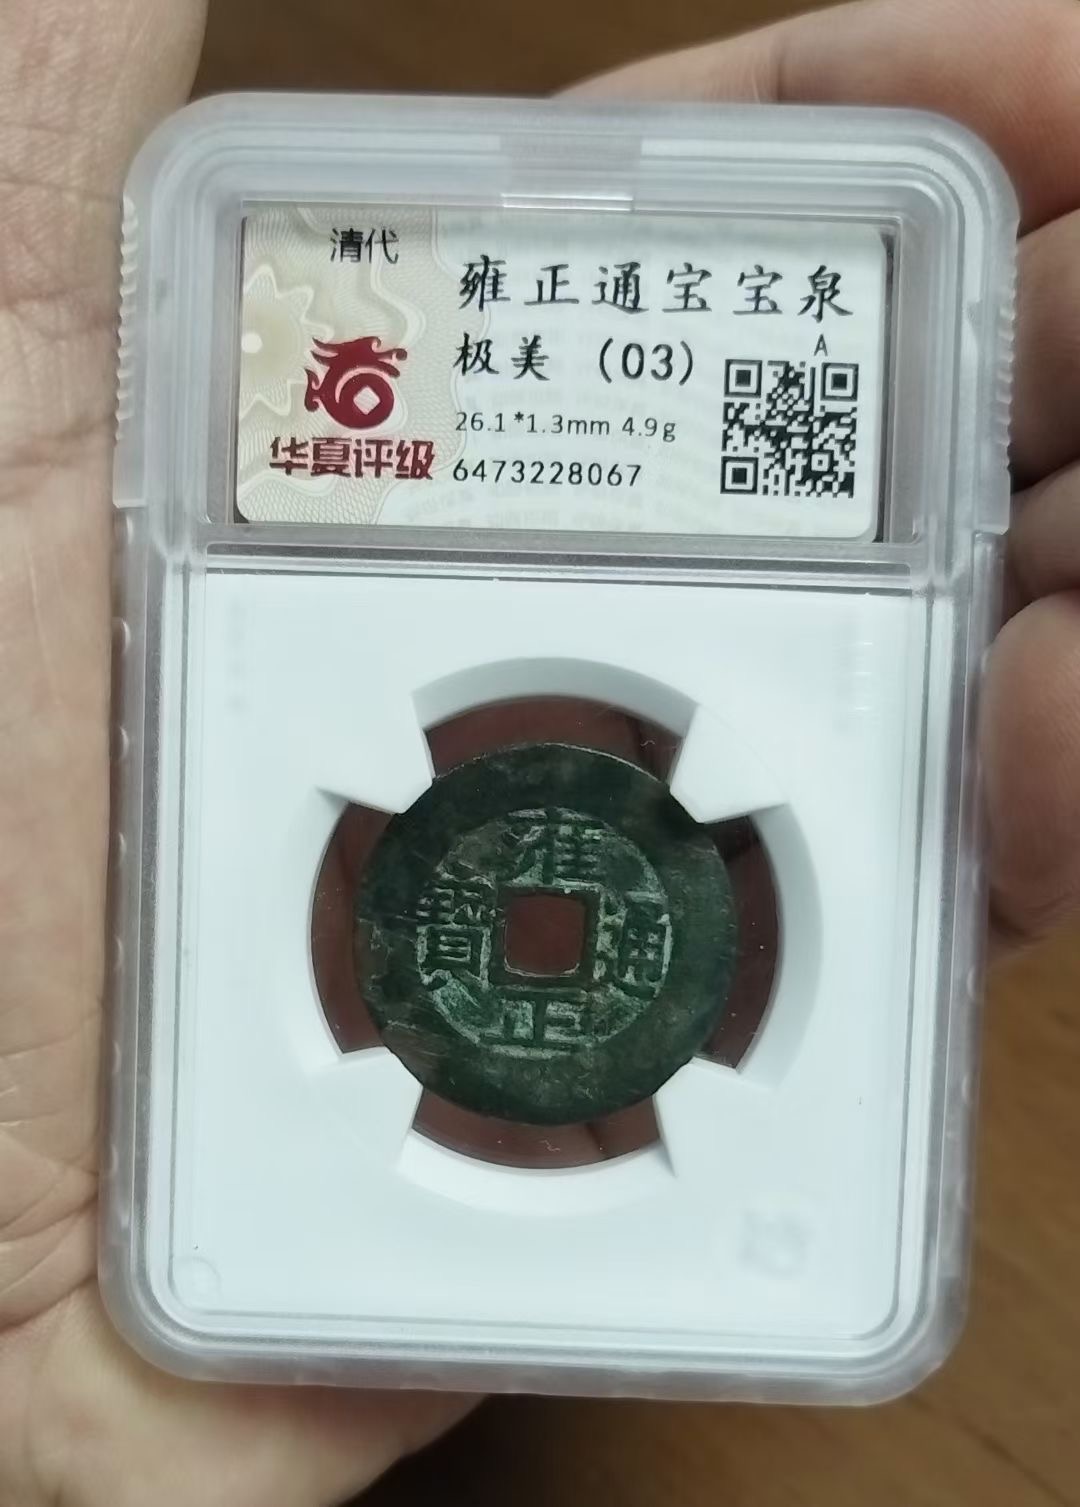 清代
华夏评级
雍正通宝宝泉
极美 (03)
A
26.1*1.3mm 4.9g
6473228067
雍
正
通
寶